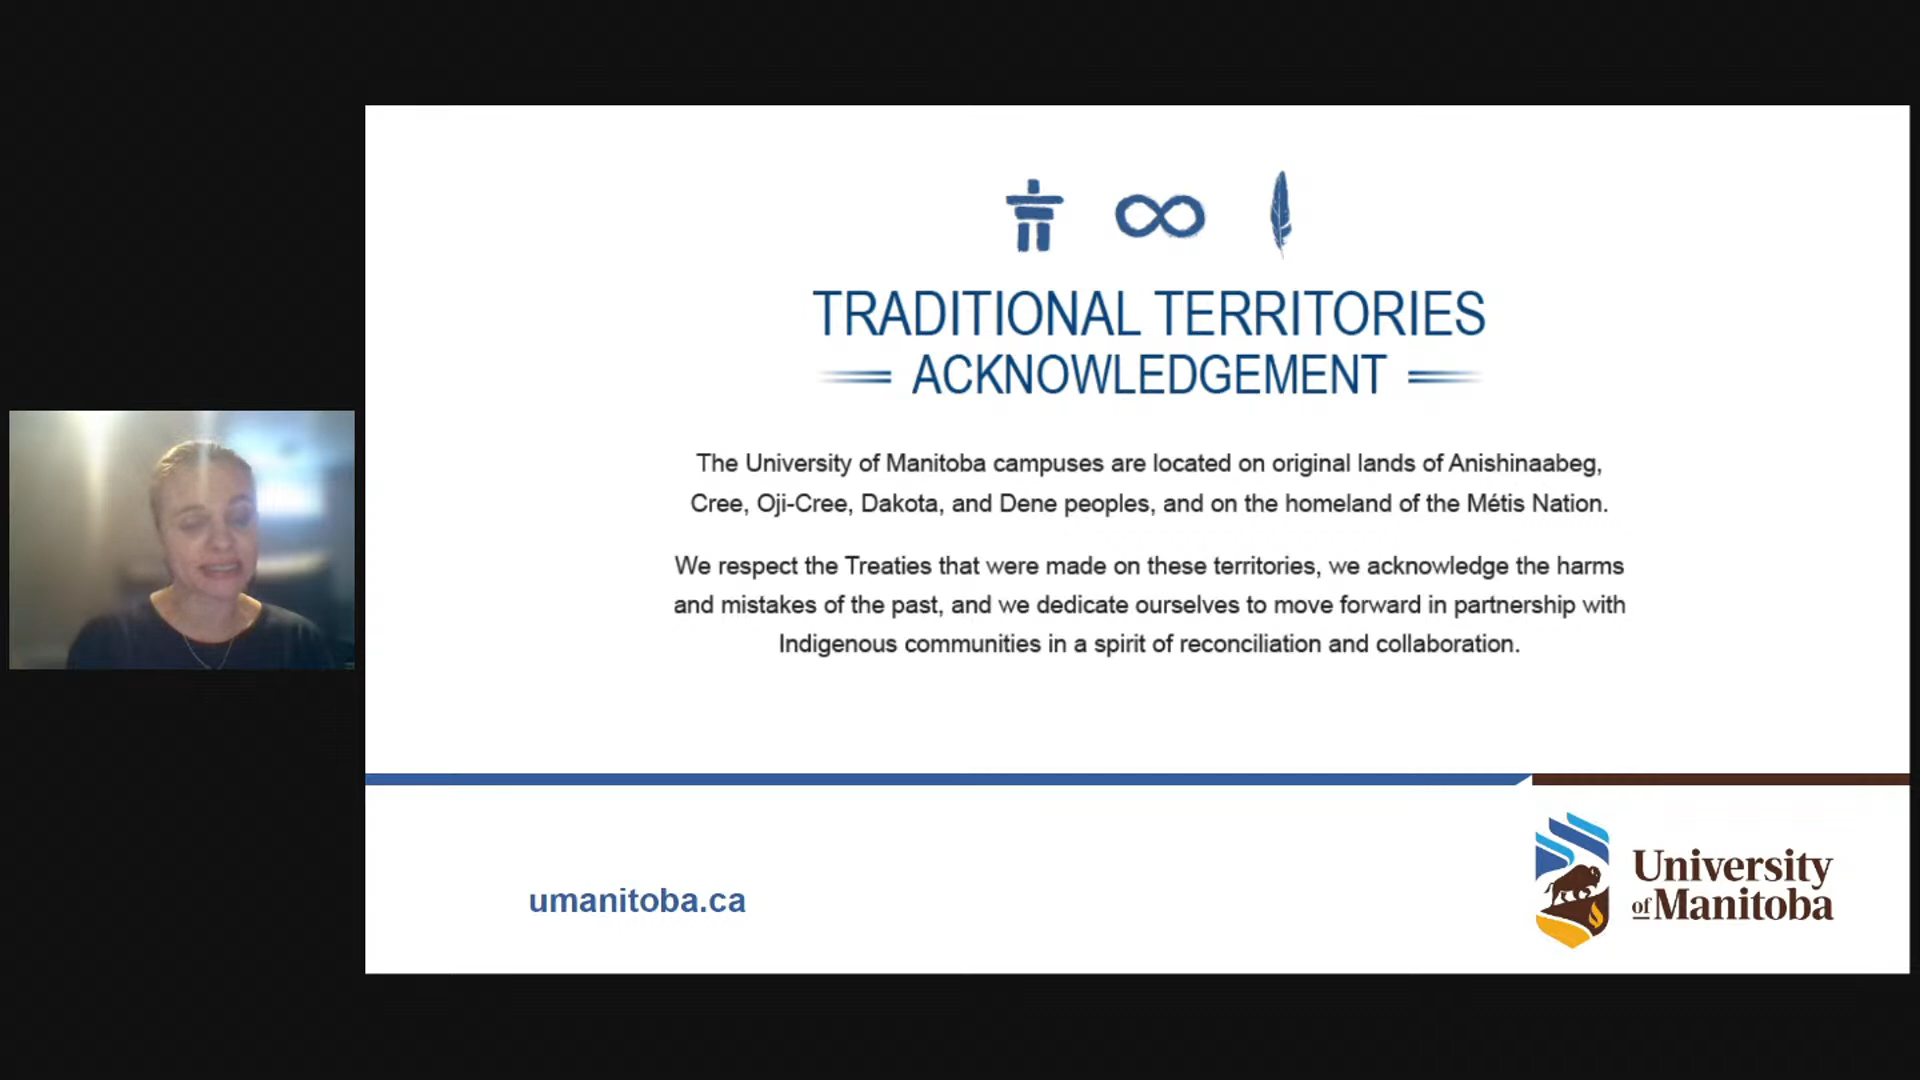 TRADITIONAL TERRITORIES
ACKNOWLEDGEMENT
The University of Manitoba campuses are located on original lands of Anishinaabeg,
Cree, Oji-Cree, Dakota, and Dene peoples, and on the homeland of the Métis Nation.
We respect the Treaties that were made on these territories, we acknowledge the harms
and mistakes of the past, and we dedicate ourselves to move forward in partnership with
Indigenous communities in a spirit of reconciliation and collaboration.
umanitoba.ca
University
of Manitoba